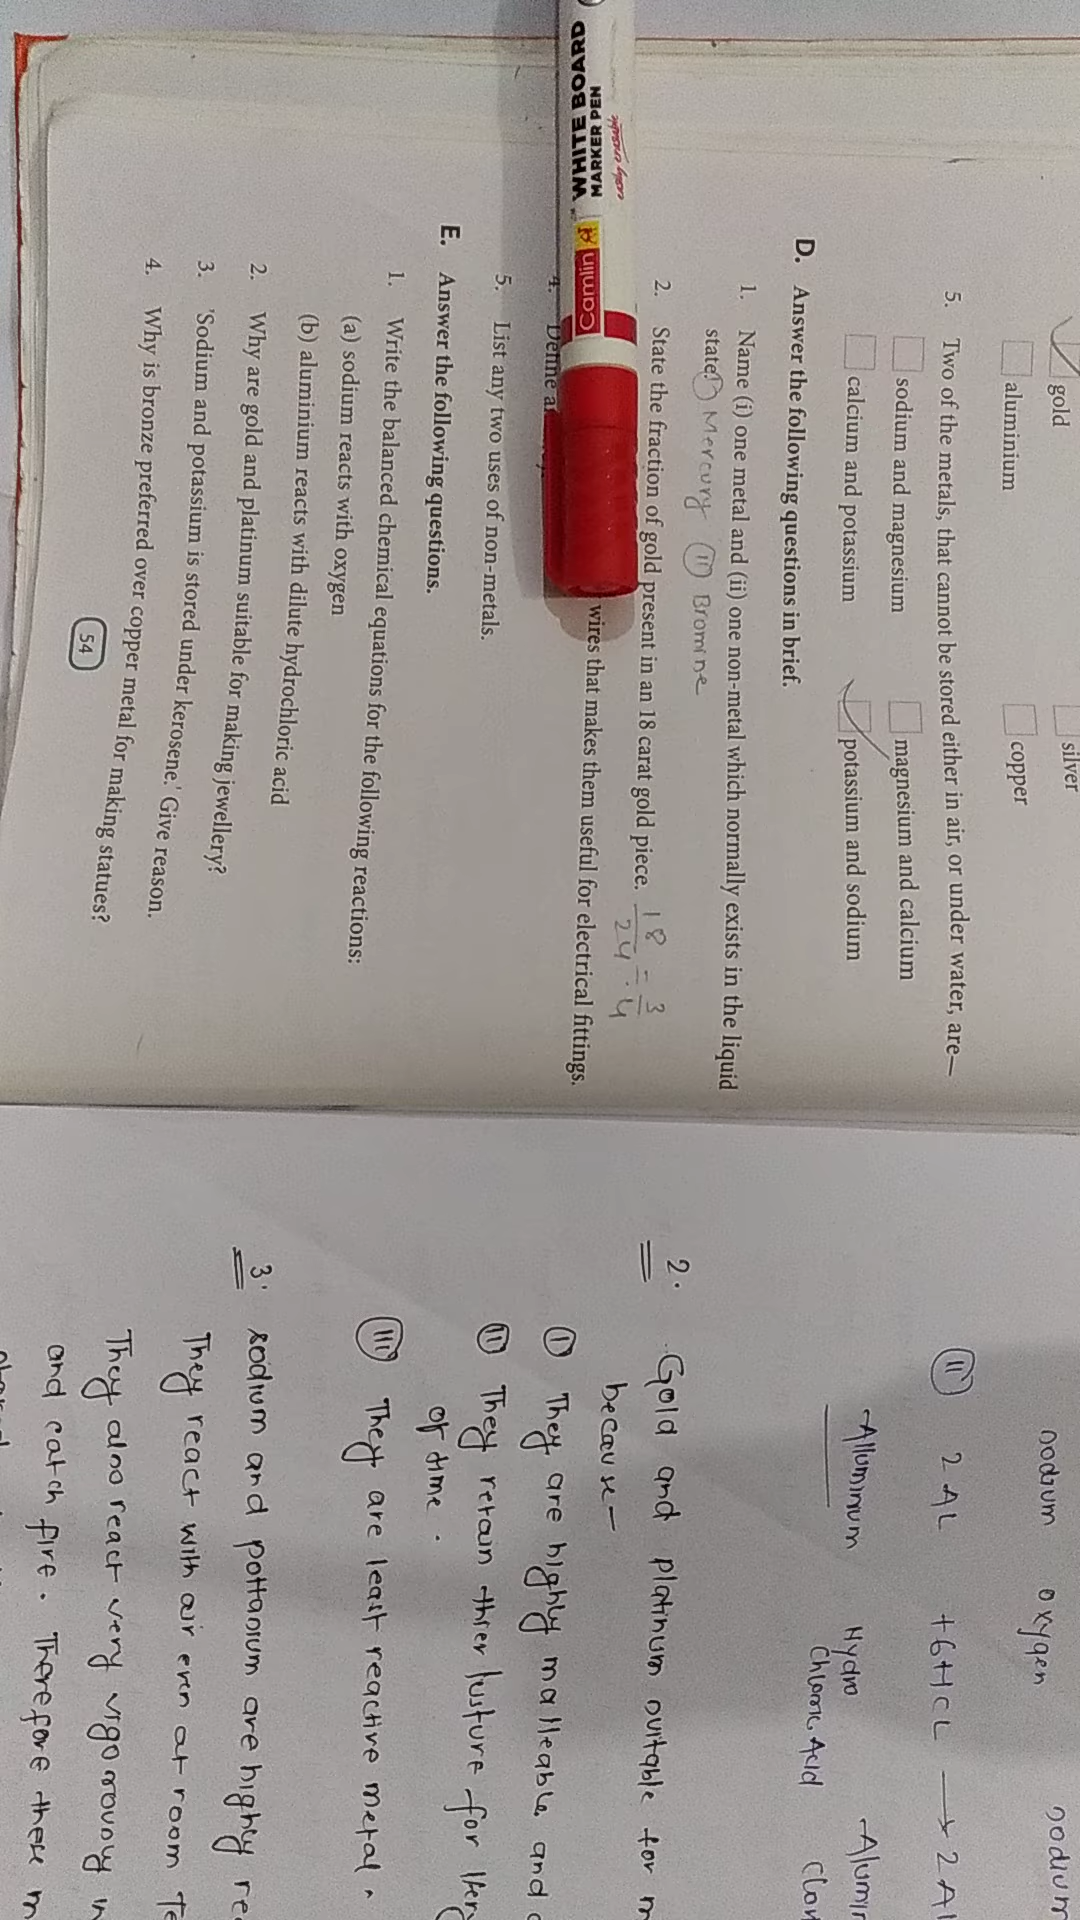 gold
silver
aluminium
copper
5. Two of the metals, that cannot be stored either in air, or under water, are—
sodium and magnesium
magnesium and calcium
calcium and potassium
potassium and sodium
D. Answer the following questions in brief.
1. Name (i) one metal and (ii) one non-metal which normally exists in the liquid
state. i) Mercury (ii) Bromine
2. State the fraction of gold present in an 18 carat gold piece. 18/24 = 3/4
wires that makes them useful for electrical fittings.
4. Define
5. List any two uses of non-metals.
E. Answer the following questions.
1. Write the balanced chemical equations for the following reactions:
(a) sodium reacts with oxygen
(b) aluminium reacts with dilute hydrochloric acid
2. Why are gold and platinum suitable for making jewellery?
3. 'Sodium and potassium is stored under kerosene.' Give reason.
4. Why is bronze preferred over copper metal for making statues?
54
WHITE BOARD
MARKER PEN
Camlin
sodium oxygen sodium
(ii) 2AL + 6HCL → 2Al
Alluminum Hydro Alumin
Chloric Acid Clor
2. Gold and platinum suitable for m
because—
(i) They are highly malleable and
(ii) They retain thier lusture for
of time.
(iii) They are least reactive metal.
3. sodium and pottasium are highly rea
They react with air even at room Te
They also react very vigorously in
and catch fire. Therefore these m